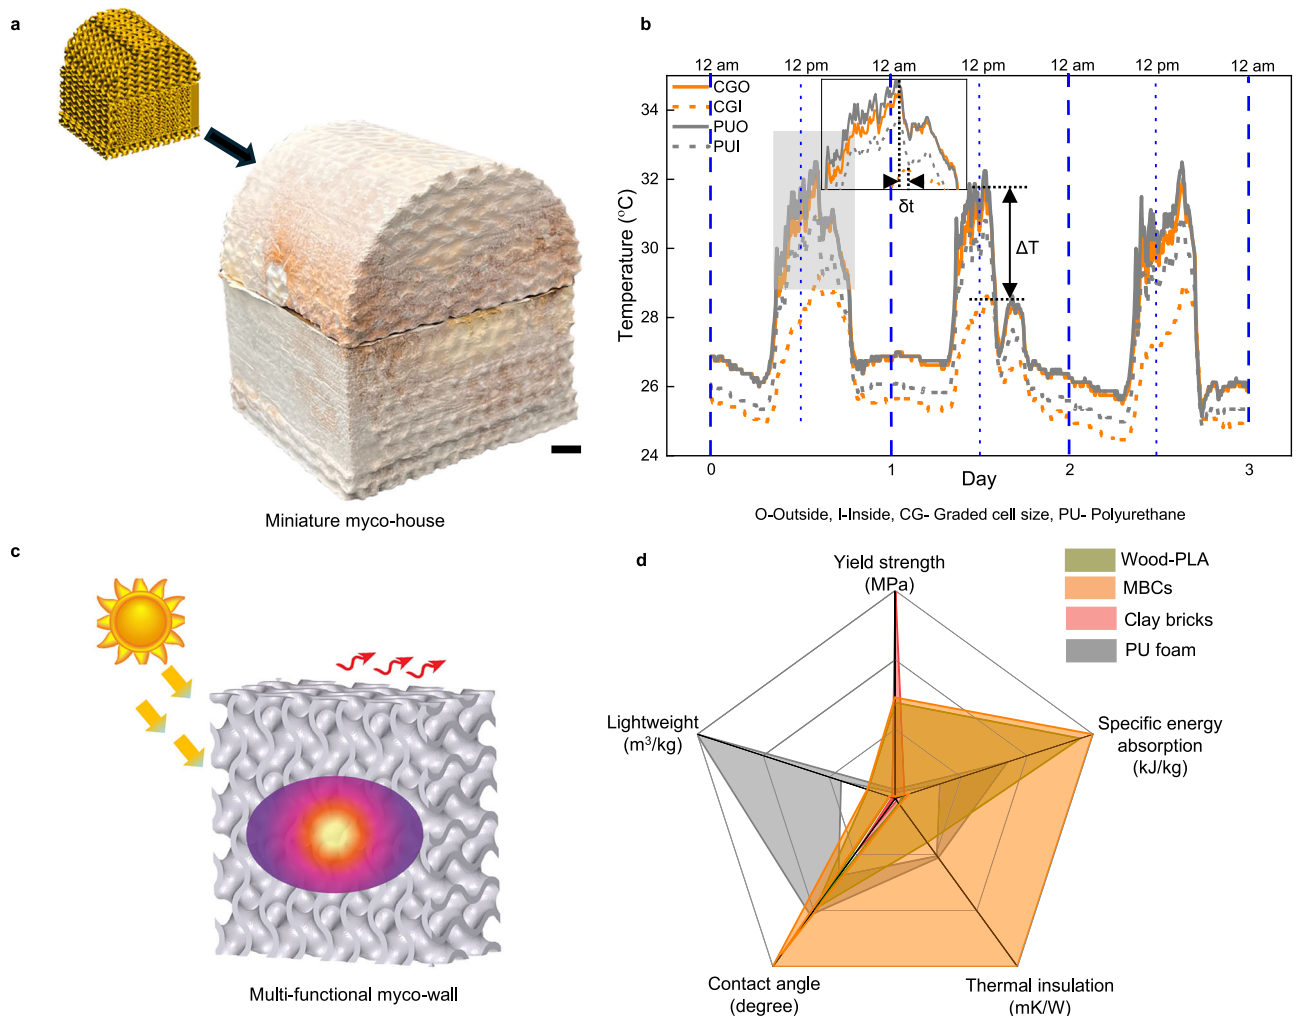 a
Miniature myco-house
b
12 am 12 pm 12 am 12 pm 12 am 12 pm 12 am
CGO
CGI
PUO
PUI
34
32
30
28
26
24
Temperature (°C)
δt
ΔT
0 1 2 3
Day
O-Outside, I-Inside, CG- Graded cell size, PU- Polyurethane
c
Multi-functional myco-wall
d
Yield strength
(MPa)
Wood-PLA
MBCs
Clay bricks
PU foam
Lightweight
(m³/kg)
Specific energy
absorption
(kJ/kg)
Contact angle
(degree)
Thermal insulation
(mK/W)